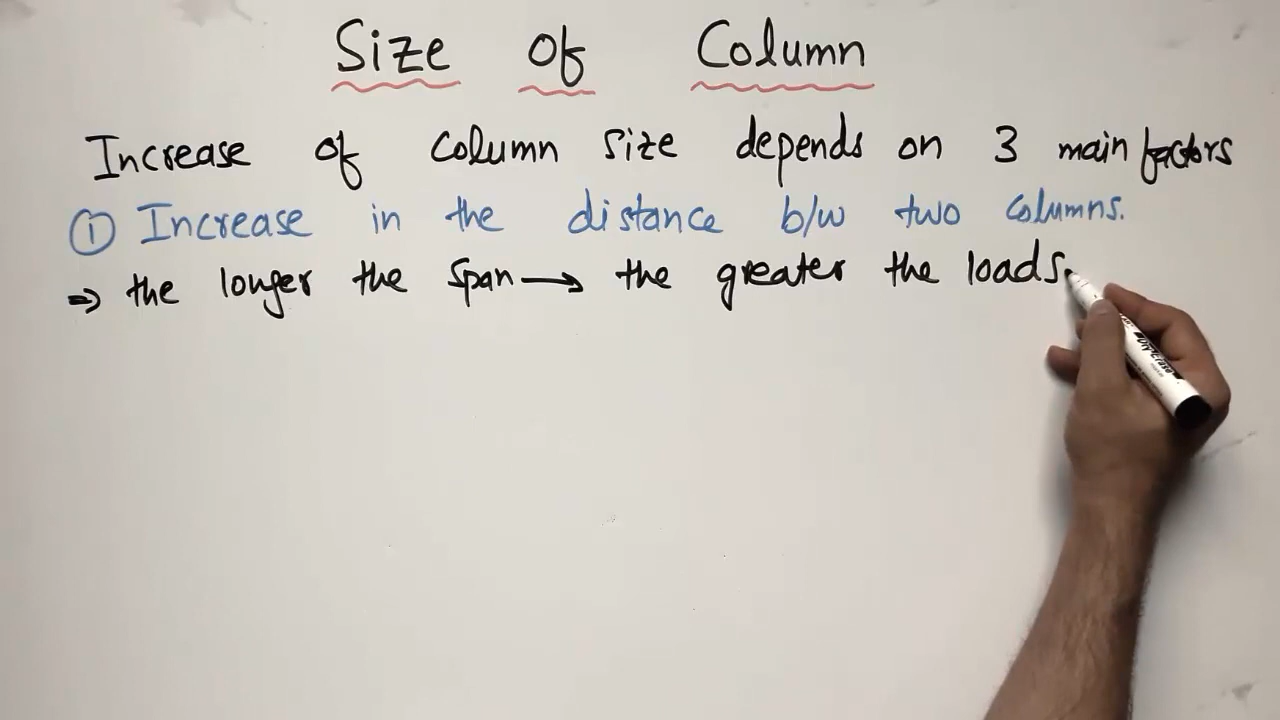 Size Of Column
Increase of column size depends on 3 main factors
① Increase in the distance b/w two columns.
⇒ the longer the span → the greater the loads.